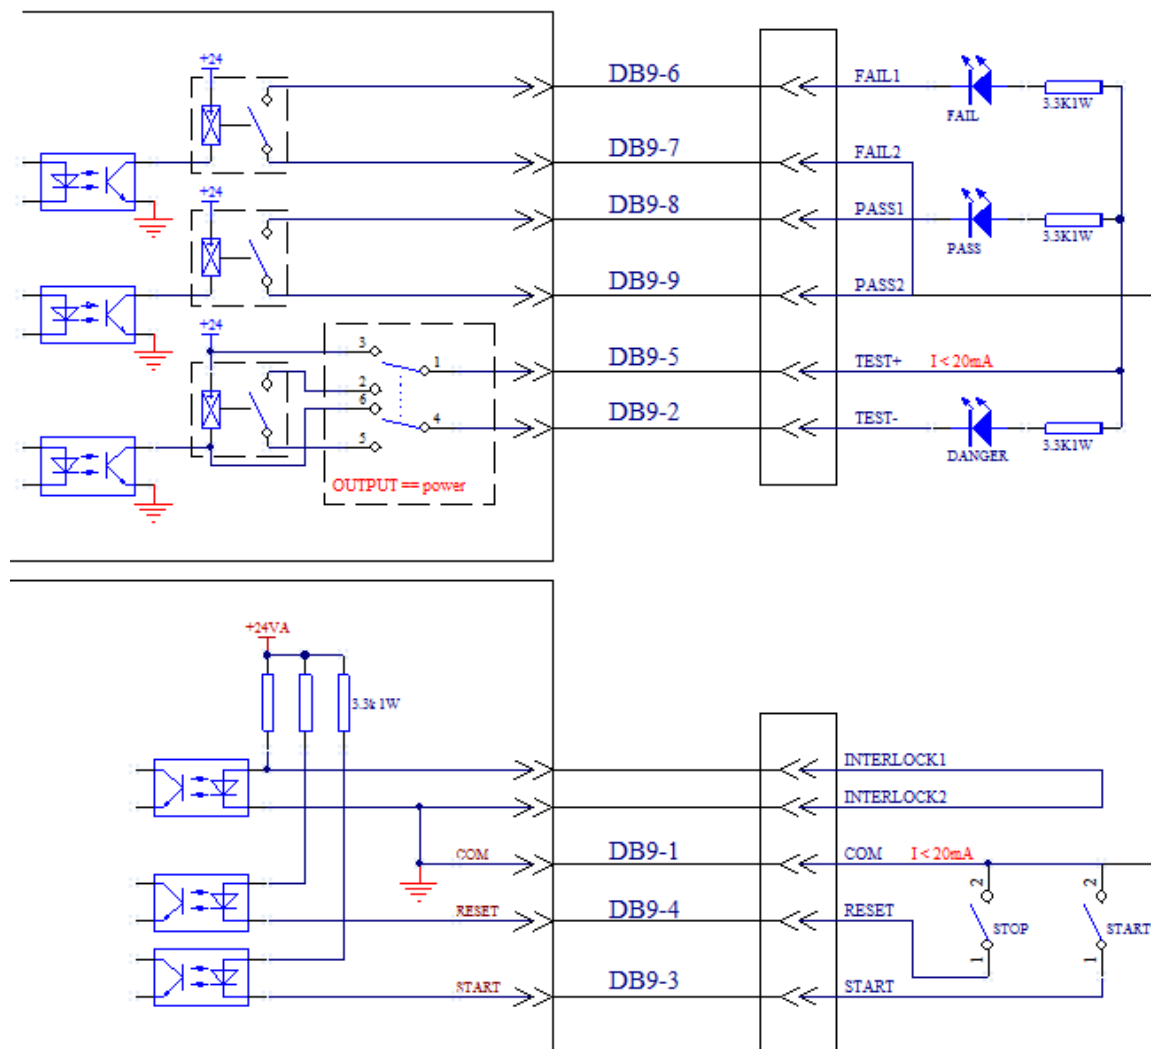 +24
DB9-6
FAIL1
FAIL
3.3K1W
DB9-7
FAIL2
+24
DB9-8
PASS1
PASS
3.3K1W
DB9-9
PASS2
+24
3
1
DB9-5
TEST+ I < 20mA
2
6
4
DB9-2
TEST-
5
DANGER
3.3K1W
OUTPUT == power
+24VA
3.3k 1W
INTERLOCK1
INTERLOCK2
COM
DB9-1
COM I < 20mA
2
2
RESET
DB9-4
RESET
STOP
START
1
1
START
DB9-3
START